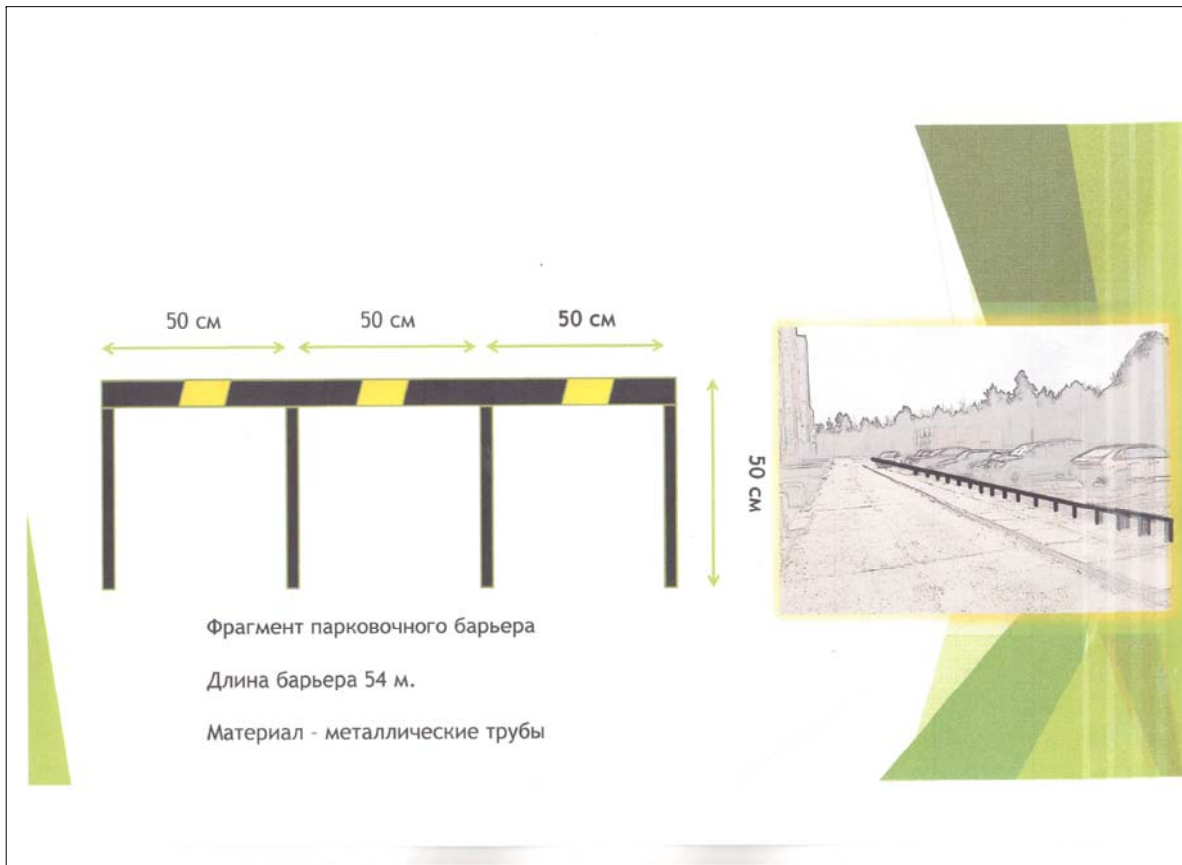 50 см 50 см 50 см
50 см
Фрагмент парковочного барьера
Длина барьера 54 м.
Материал - металлические трубы